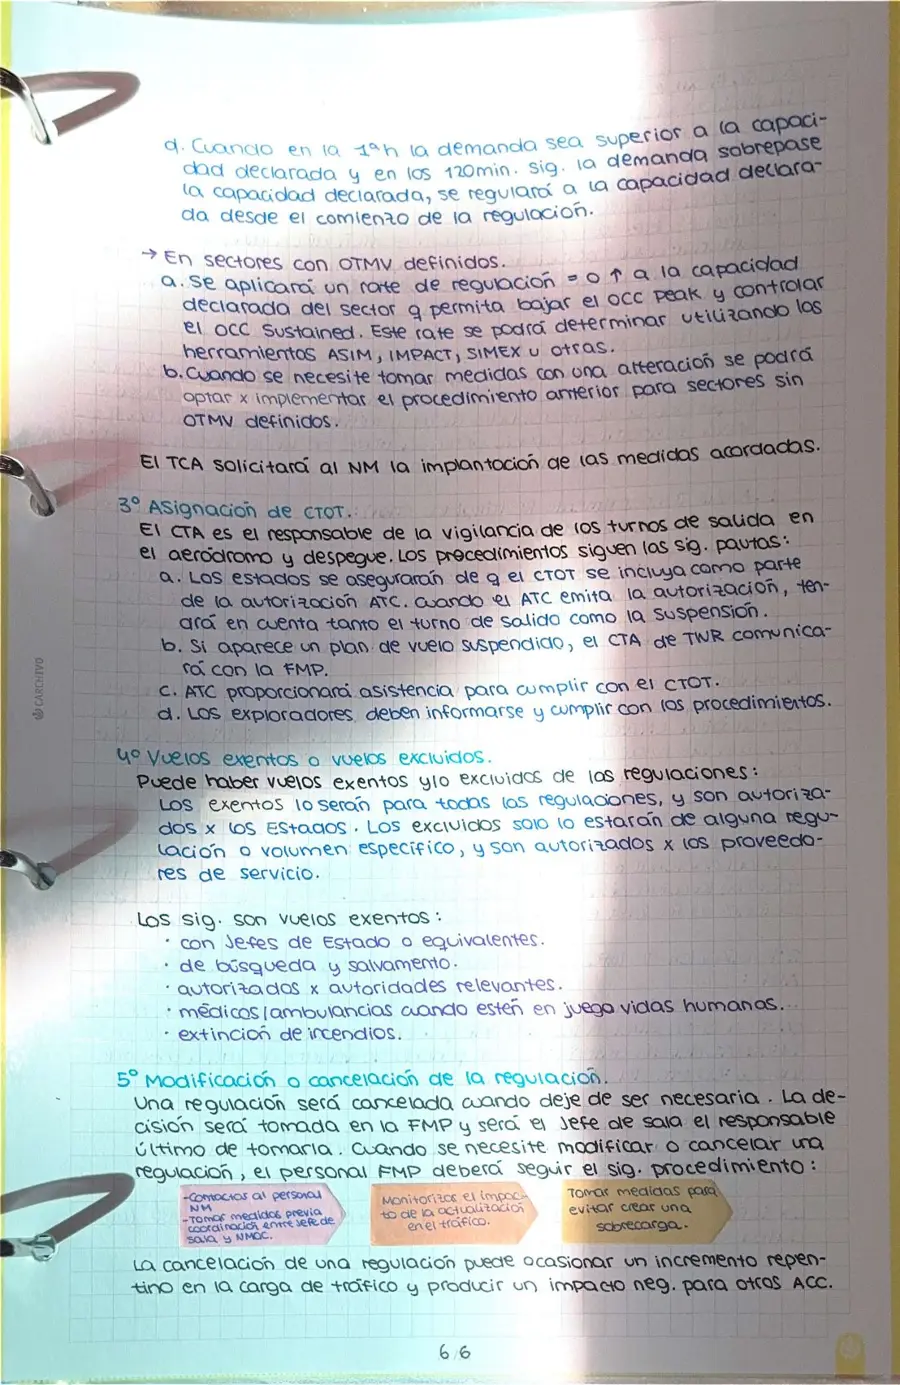 d. Cuando en la 1ªh la demanda sea superior a la capaci-
dad declarada y en los 120min. sig. la demanda sobrepase
la capacidad declarada, se regulará a la capacidad declara-
da desde el comienzo de la regulación.
→ En sectores con OTMV definidos.
a. Se aplicará un rate de regulación = o ↑ a la capacidad
declarada del sector q permita bajar el OCC Peak y controlar
el OCC Sustained. Este rate se podrá determinar utilizando las
herramientas ASIM, IMPACT, SIMEX u otras.
b. Cuando se necesite tomar medidas con una alteración se podrá
optar x implementar el procedimiento anterior para sectores sin
OTMV definidos.
El TCA solicitará al NM la implantación de las medidas acordadas.
3º Asignación de CTOT.
El CTA es el responsable de la vigilancia de los turnos de salida en
el aeródromo y despegue. Los procedimientos siguen las sig. pautas:
a. Los estados se asegurarán de q el CTOT se incluya como parte
de la autorización ATC. Cuando el ATC emita la autorización, ten-
drá en cuenta tanto el turno de salida como la suspensión.
b. Si aparece un plan de vuelo suspendido, el CTA de TWR comunica-
rá con la FMP.
c. ATC proporcionará asistencia para cumplir con el CTOT.
d. Los exploradores deben informarse y cumplir con los procedimientos.
CARCHIVO
4º Vuelos exentos o vuelos excluidos.
Puede haber vuelos exentos y/o excluidos de las regulaciones:
Los exentos lo serán para todas las regulaciones, y son autoriza-
dos x los Estados. Los excluidos solo lo estarán de alguna regu-
lación o volumen específico, y son autorizados x los proveedo-
res de servicio.
Los sig. son vuelos exentos:
· con Jefes de Estado o equivalentes.
· de búsqueda y salvamento.
· autorizados x autoridades relevantes.
· médicos/ambulancias cuando estén en juego vidas humanas.
· extinción de incendios.
5º Modificación o cancelación de la regulación.
Una regulación será cancelada cuando deje de ser necesaria. La de-
cisión será tomada en la FMP y será el Jefe de sala el responsable
último de tomarla. Cuando se necesite modificar o cancelar una
regulación, el personal FMP deberá seguir el sig. procedimiento:
-Contactos al personal
NM
-Tomar medidas previa
coordinación entre Jefe de
sala y NMOC.
Monitorizar el impac-
to de la actualización
en el tráfico.
Tomar medidas para
evitar crear una
sobrecarga.
La cancelación de una regulación puede ocasionar un incremento repen-
tino en la carga de tráfico y producir un impacto neg. para otros ACC.
6/6